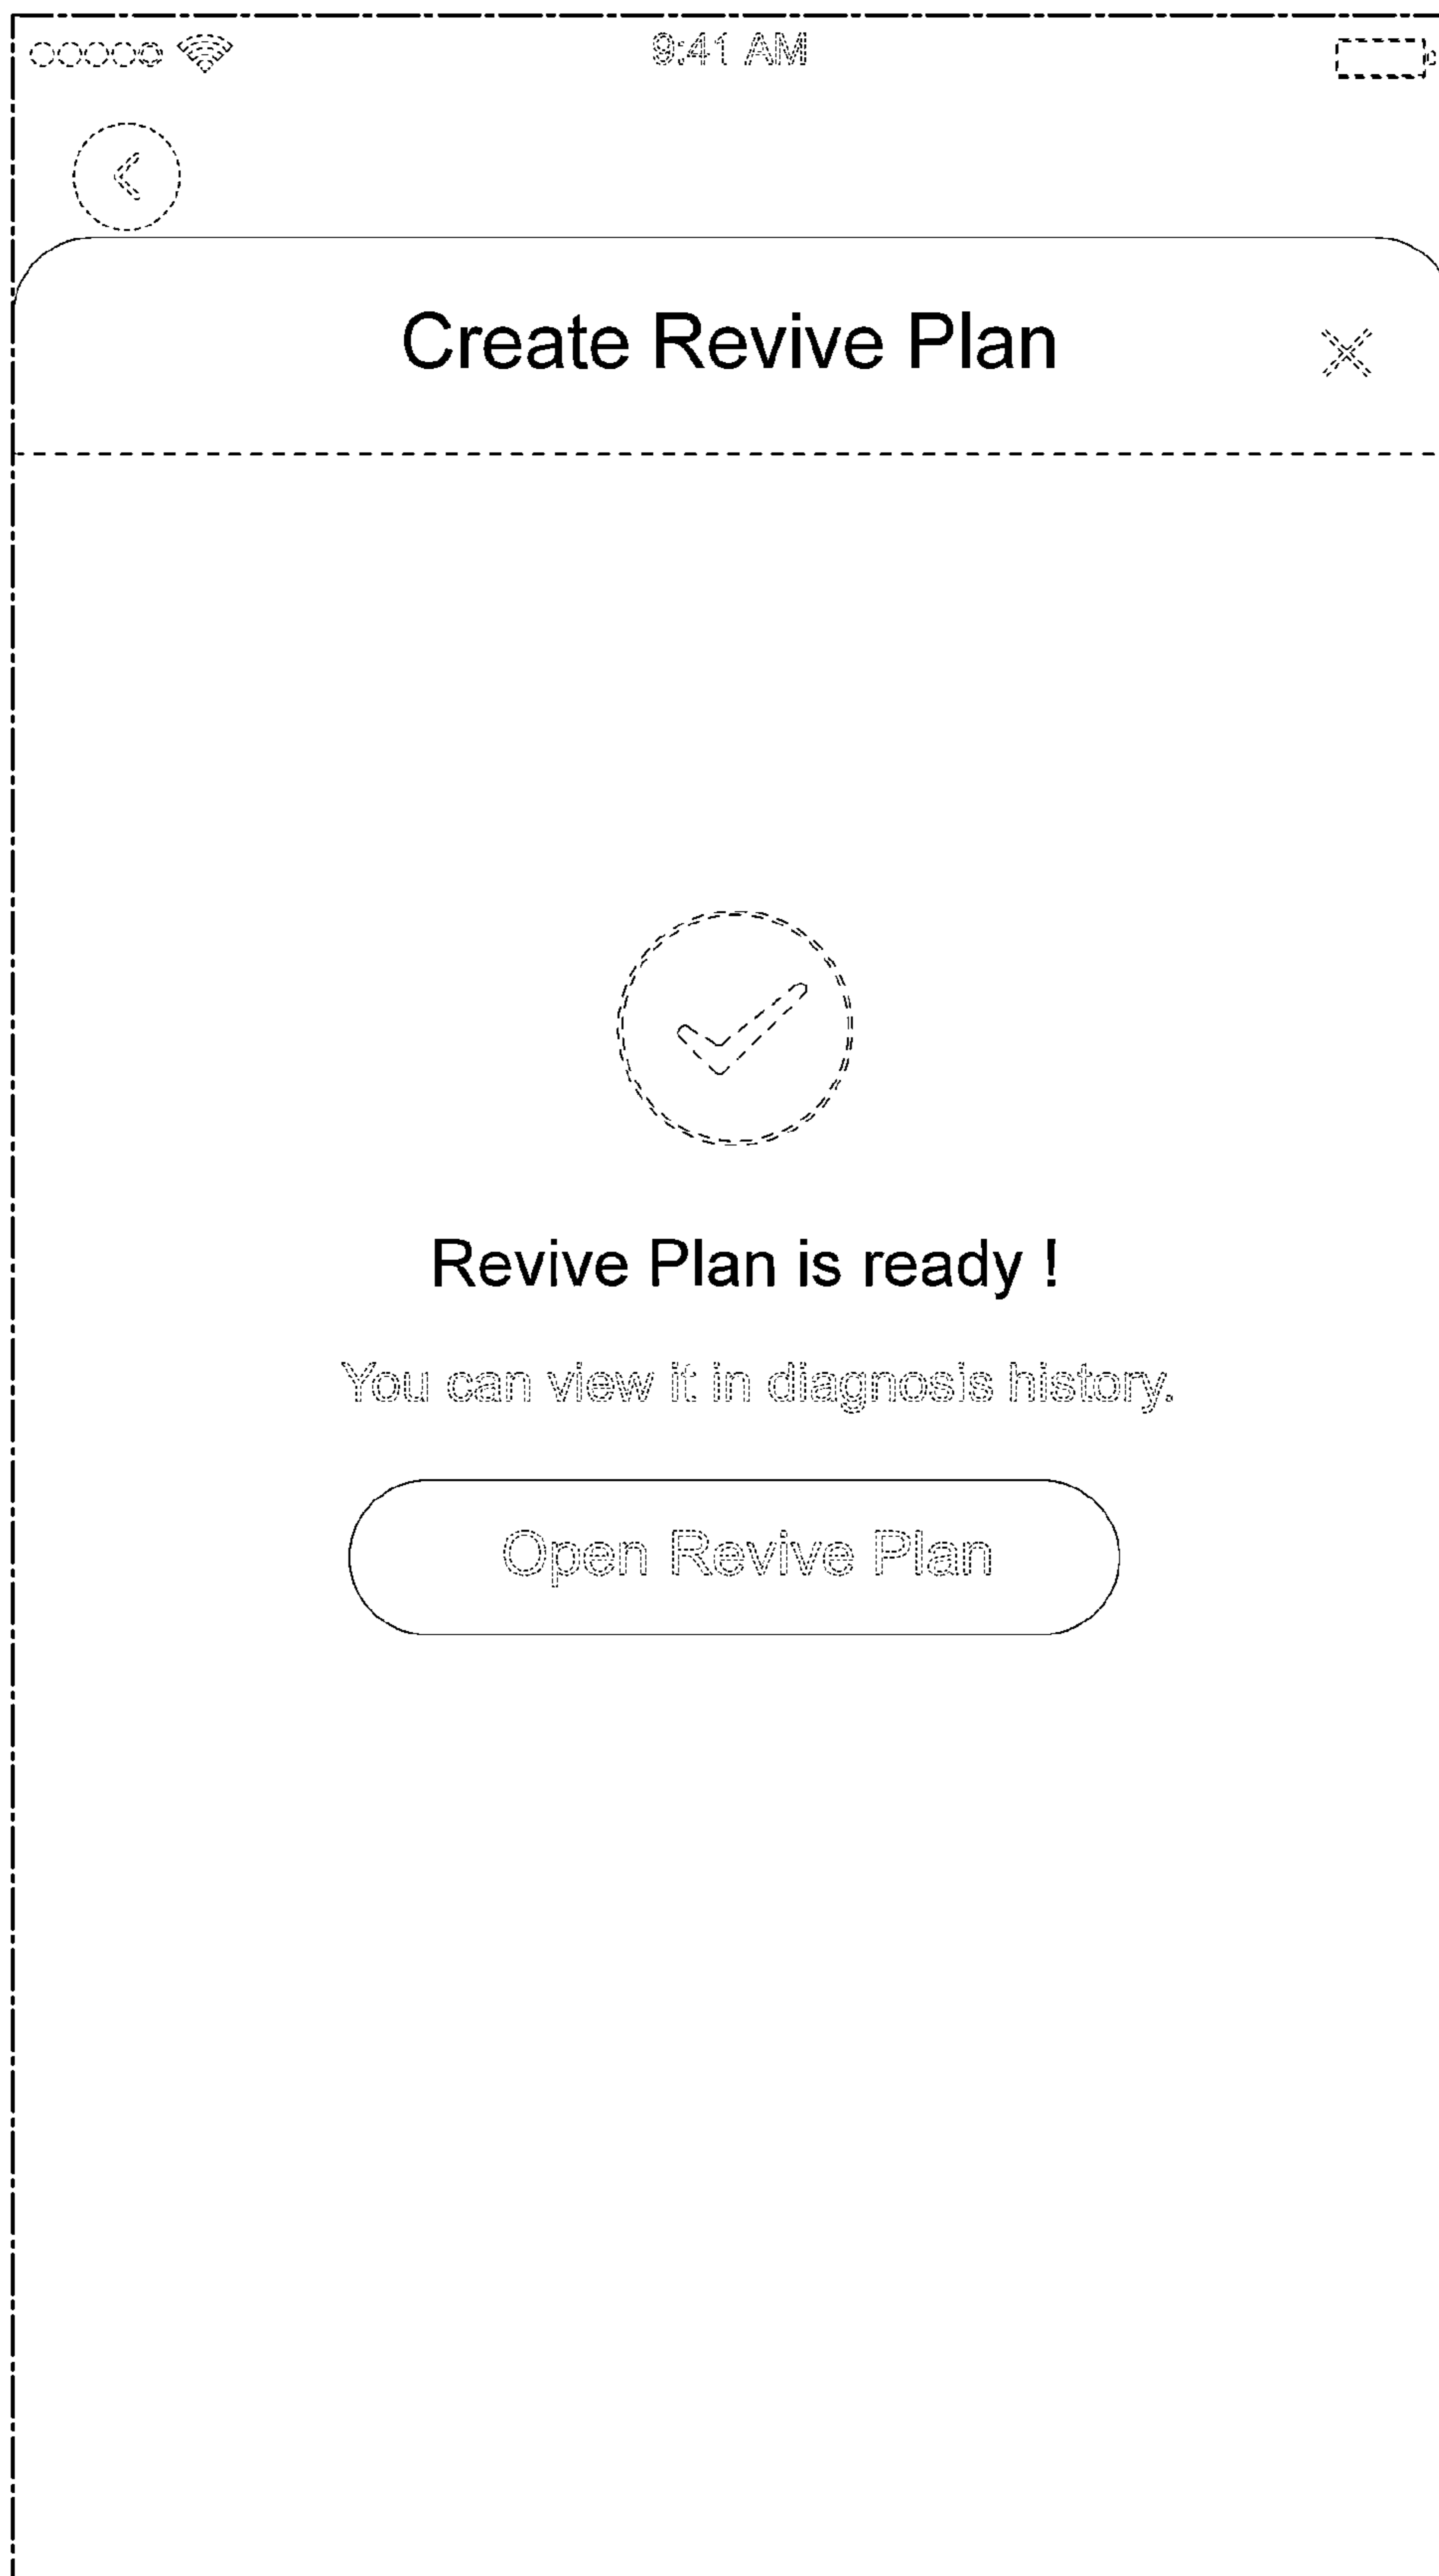 9:41 AM
Create Revive Plan
Revive Plan is ready !
You can view it in diagnosis history.
Open Revive Plan